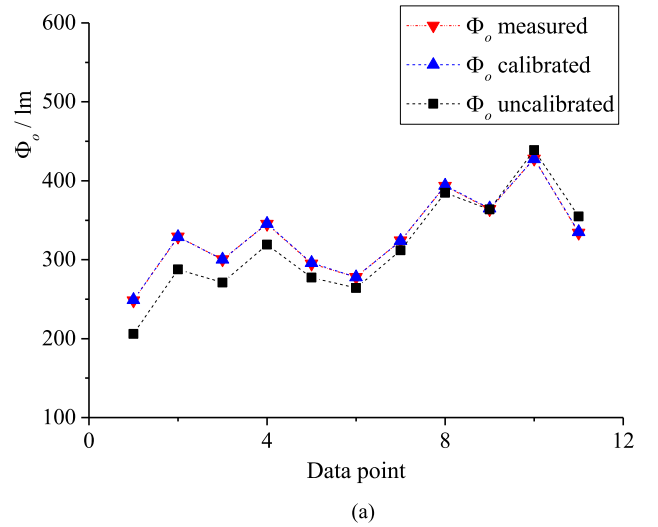 600
500
400
300
200
100
Φo / lm
Φo measured
Φo calibrated
Φo uncalibrated
0
4
8
12
Data point
(a)